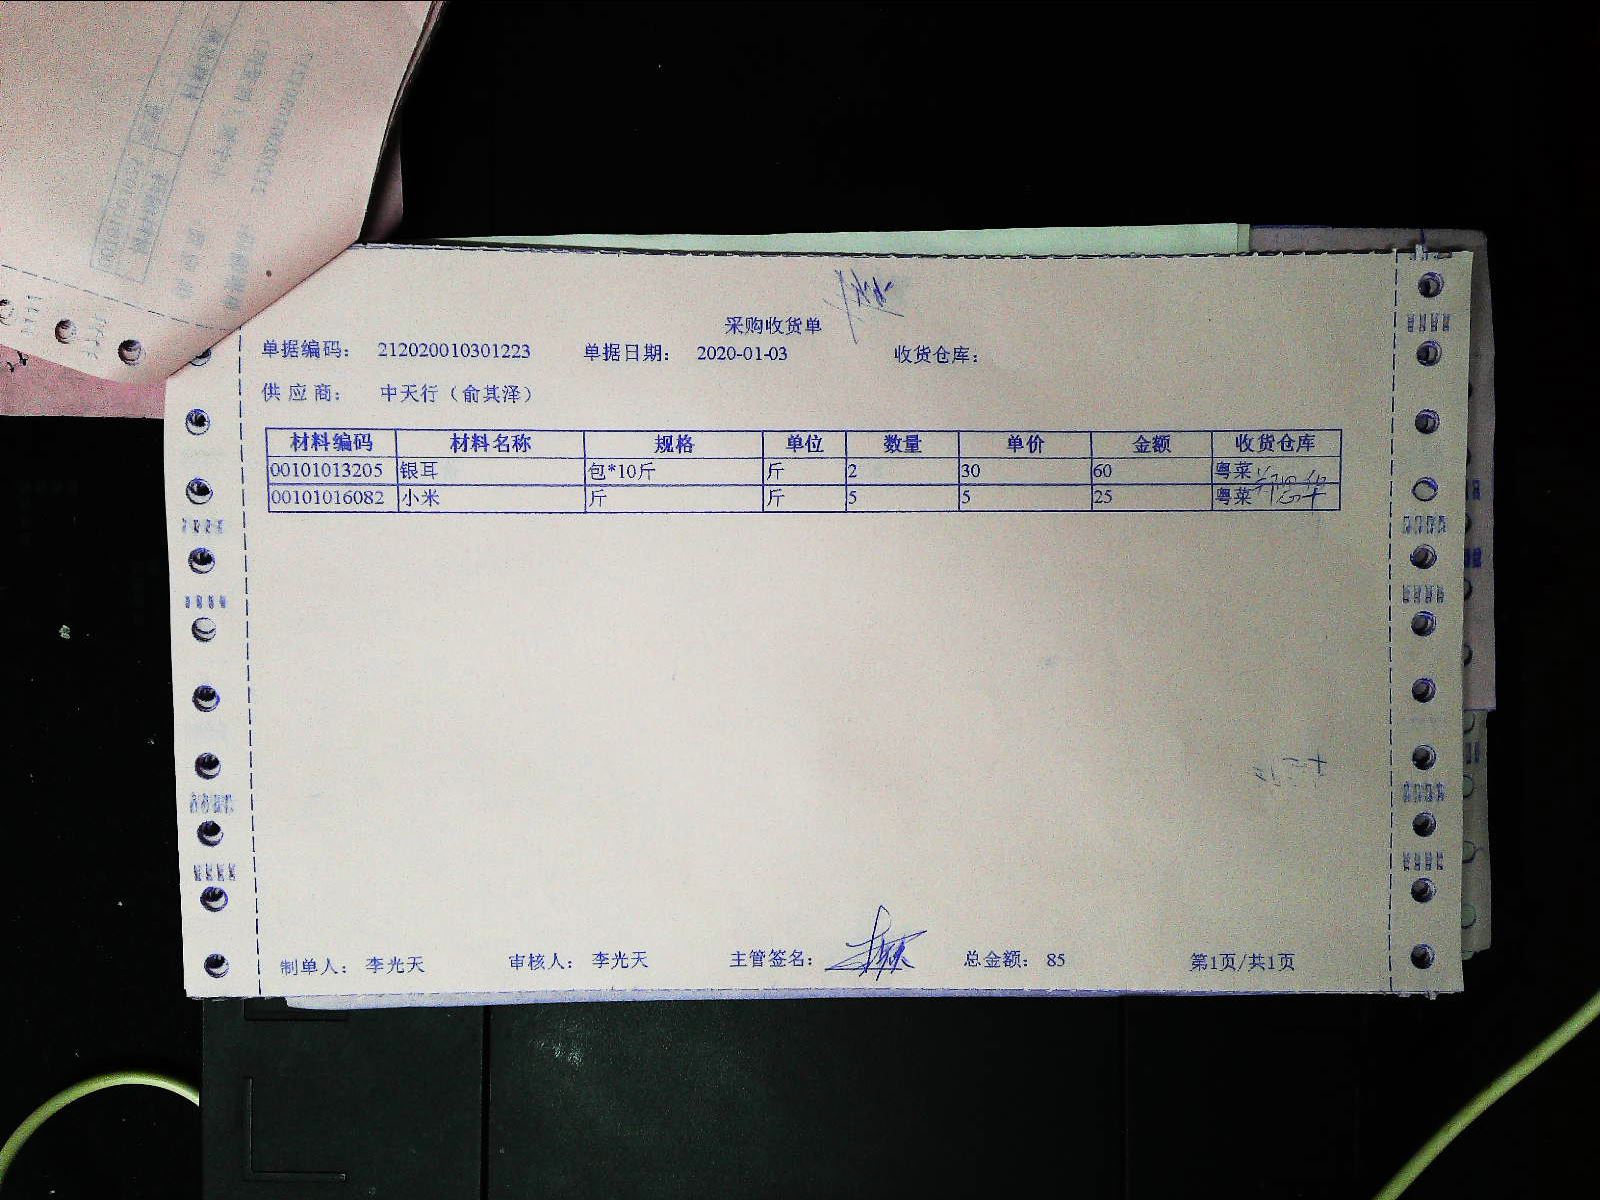 采购收货单
单据编码： 212020010301223 单据日期： 2020-01-03 收货仓库：
供应商： 中天行（俞其泽）
材料编码 材料名称 规格 单位 数量 单价 金额 收货仓库
00101013205 银耳 包*10斤 斤 2 30 60 粤菜
00101016082 小米 斤 斤 5 5 25 粤菜
制单人： 李光天 审核人： 李光天 主管签名： 总金额： 85 第1页/共1页